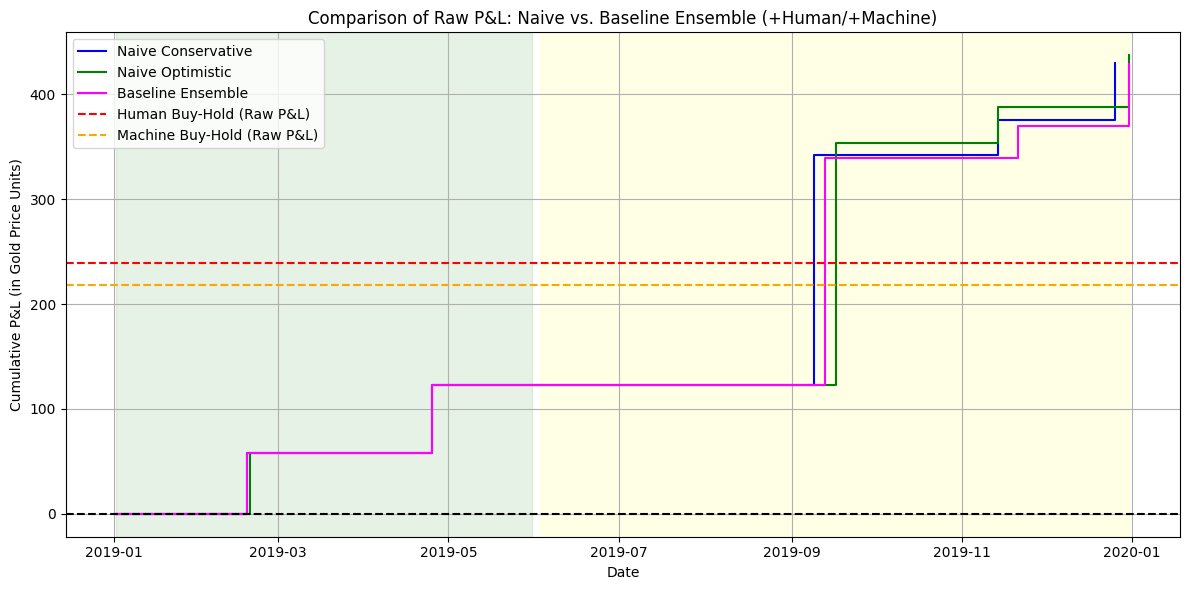 Comparison of Raw P&L: Naive vs. Baseline Ensemble (+Human/+Machine)
Naive Conservative
Naive Optimistic
Baseline Ensemble
Human Buy-Hold (Raw P&L)
Machine Buy-Hold (Raw P&L)
Cumulative P&L (in Gold Price Units)
400
300
200
100
0
2019-01
2019-03
2019-05
2019-07
2019-09
2019-11
2020-01
Date